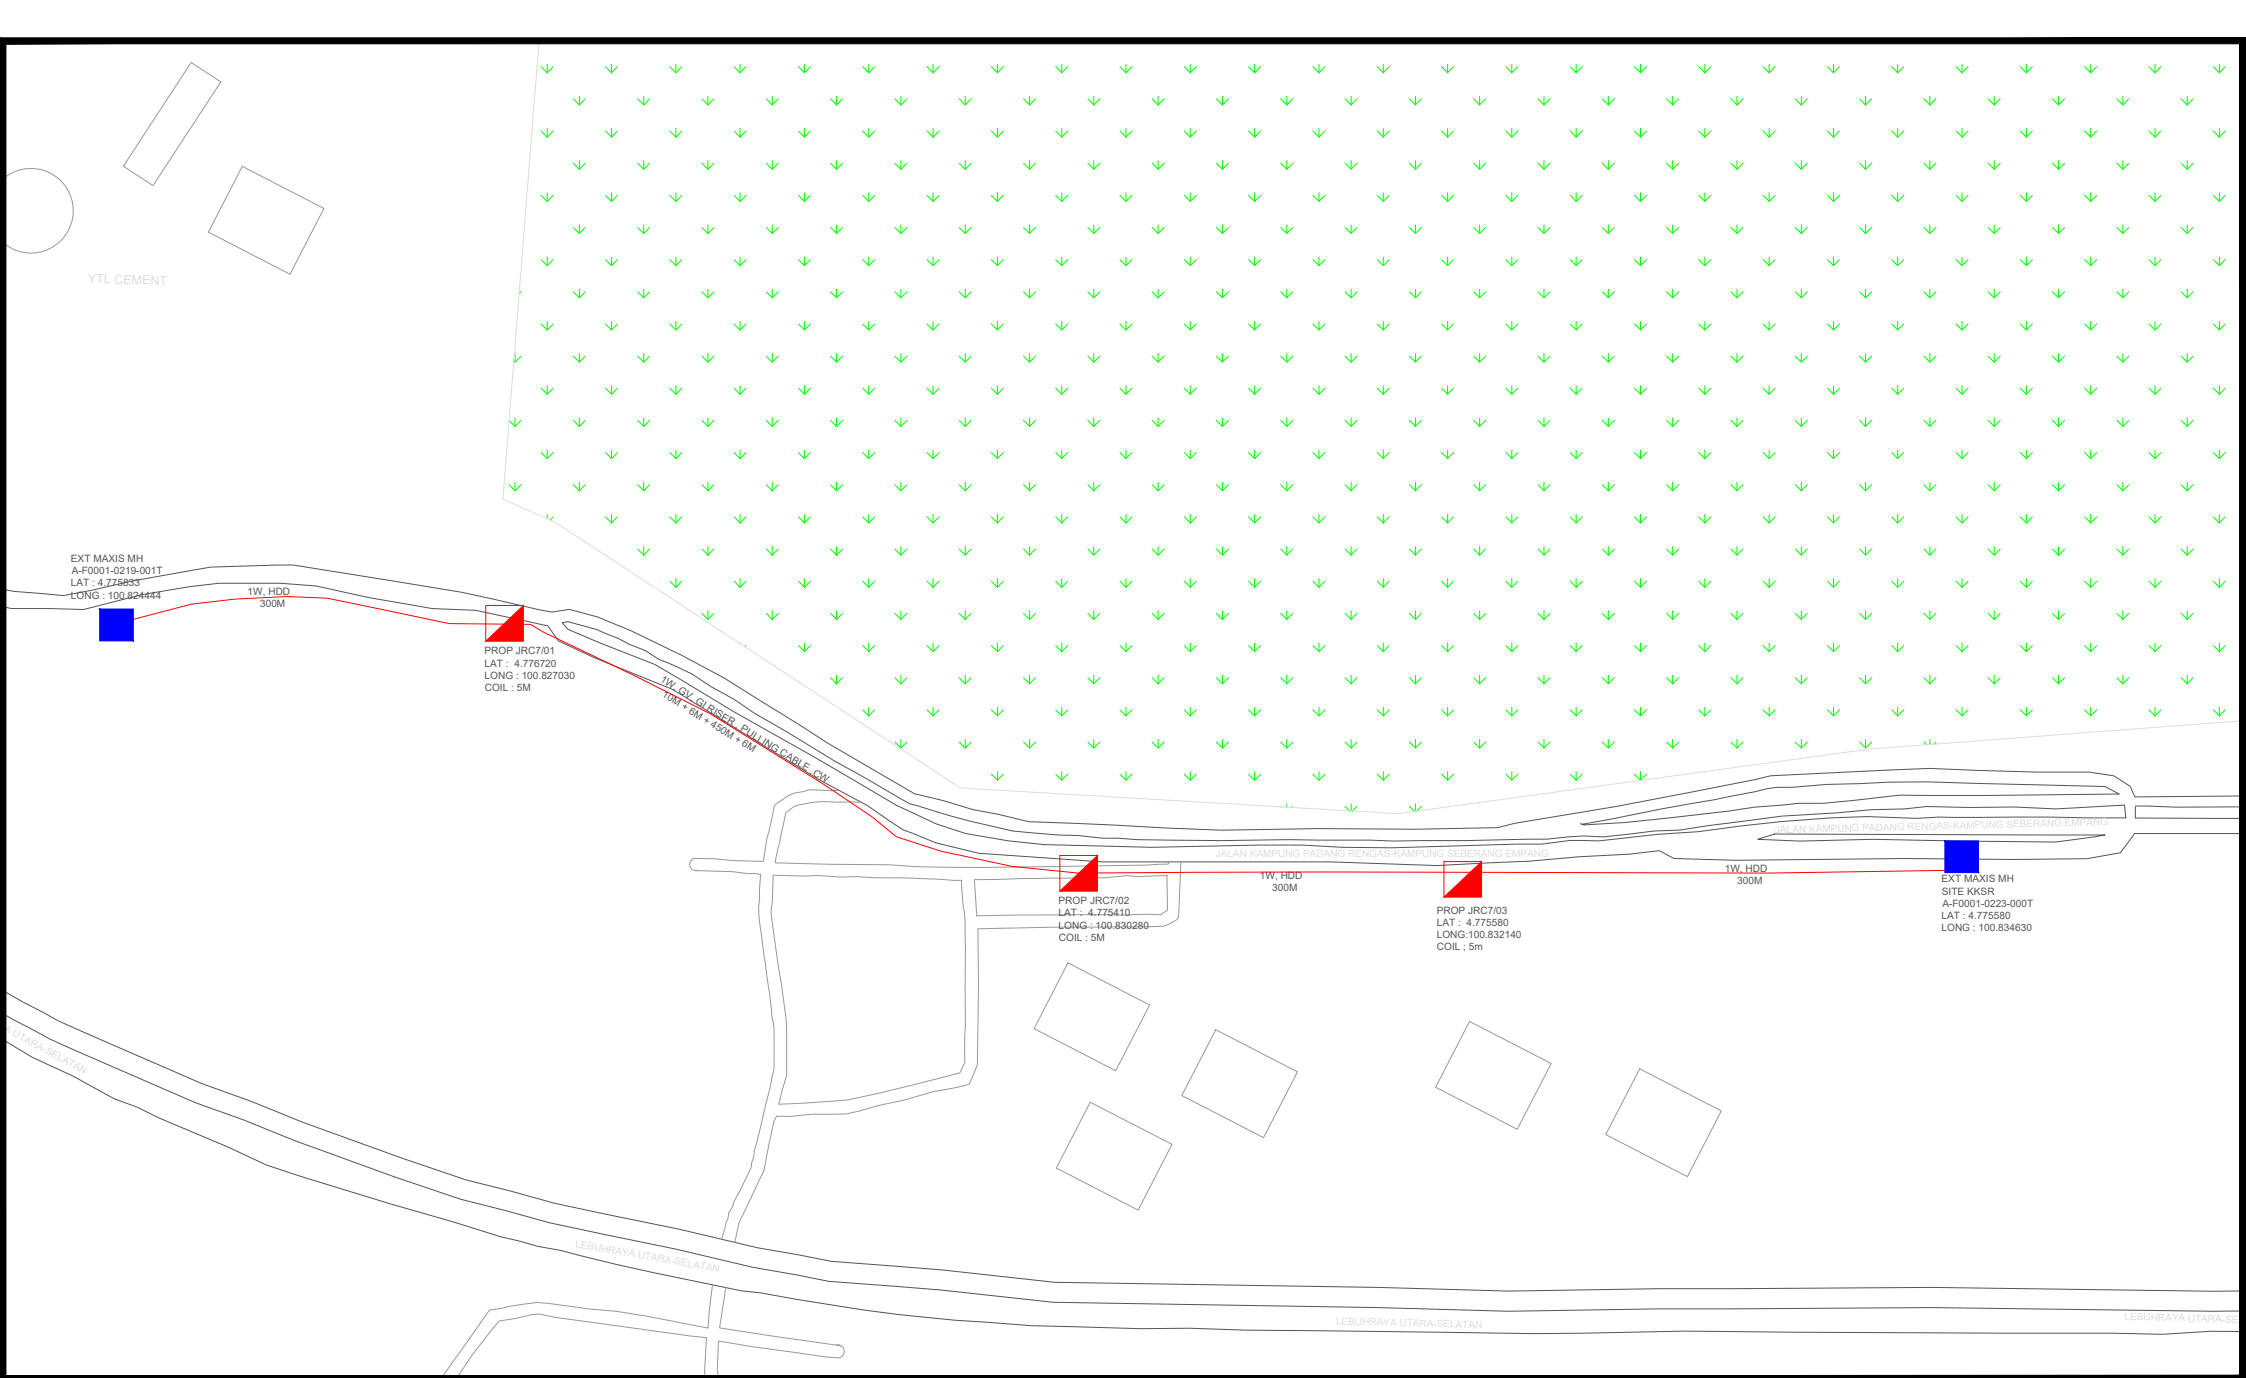 YTL CEMENT
EXT MAXIS MH
A-F0001-0219-001T
LAT : 4.775833
LONG : 100.824444
1W, HDD
300M
PROP JRC7/01
LAT :  4.776720
LONG : 100.827030
COIL : 5M
1W, GV, GI RISER , PULLING CABLE ,CW
10M + 6M + 450M + 6M
JALAN KAMPUNG PADANG RENGAS-KAMPUNG SEBERANG EMPANG
JALAN KAMPUNG PADANG RENGAS-KAMPUNG SEBERANG EMPANG
PROP JRC7/02
LAT :  4.775410
LONG : 100.830280
COIL : 5M
1W, HDD
300M
PROP JRC7/03
LAT :  4.775580
LONG:100.832140
COIL ; 5m
1W, HDD
300M
EXT MAXIS MH
SITE KKSR
A-F0001-0223-000T
LAT : 4.775580
LONG : 100.834630
A UTARA-SELATAN
LEBUHRAYA UTARA-SELATAN
LEBUHRAYA UTARA-SELATAN
LEBUHRAYA UTARA-SE